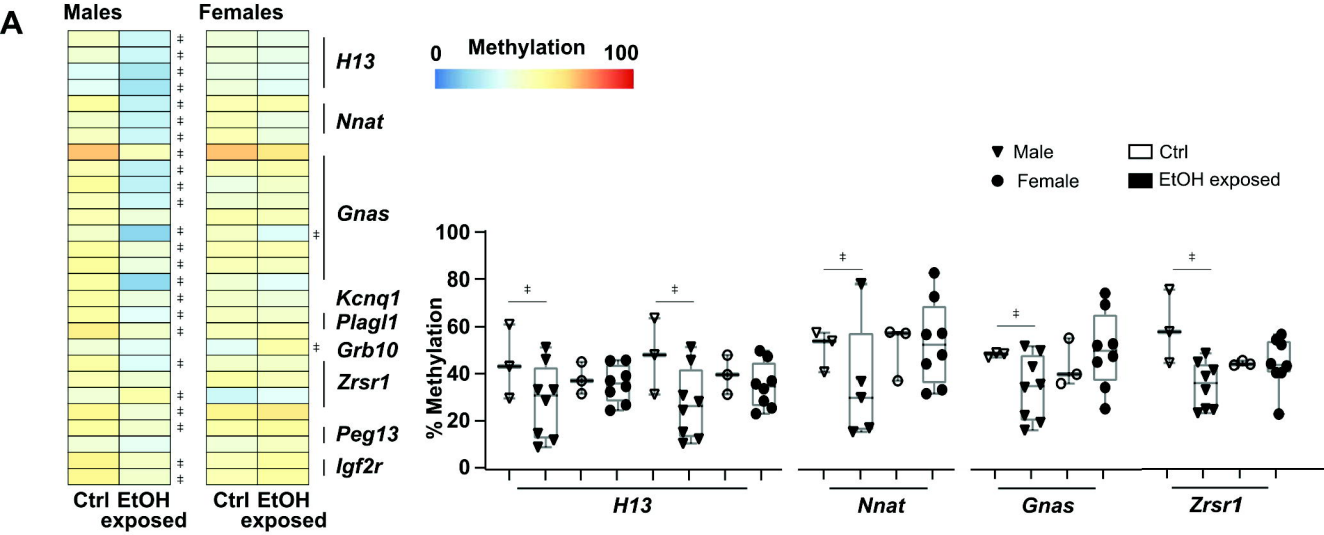 A
Males Females
H13
Nnat
Gnas
Kcnq1
Plagl1
Grb10
Zrsr1
Peg13
Igf2r
Ctrl EtOH exposed
Ctrl EtOH exposed
0 Methylation 100
Male
Female
Ctrl
EtOH exposed
% Methylation
100
80
60
40
20
0
‡ ‡ ‡ ‡ ‡
H13 Nnat Gnas Zrsr1